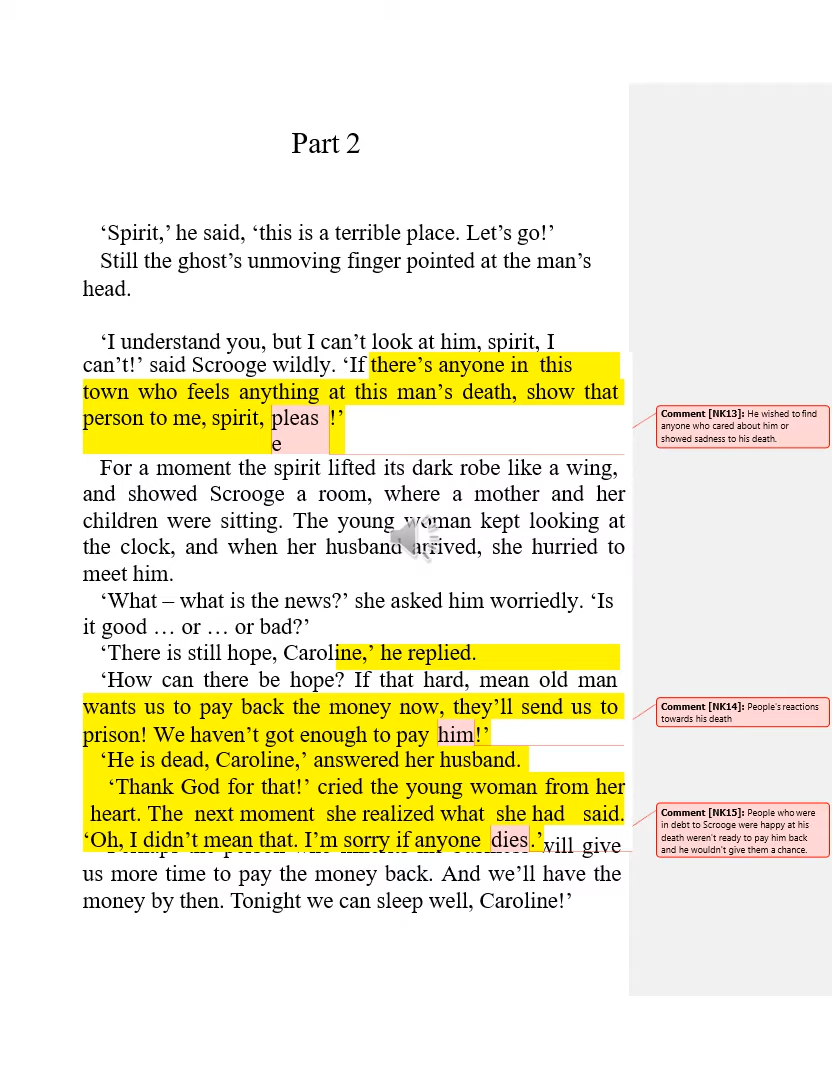 Part 2
‘Spirit,’ he said, ‘this is a terrible place. Let’s go!’
Still the ghost’s unmoving finger pointed at the man’s
head.
‘I understand you, but I can’t look at him, spirit, I
can’t!’ said Scrooge wildly. ‘If there’s anyone in this
town who feels anything at this man’s death, show that
person to me, spirit, pleas !’
e
Comment [NK13]: He wished to find
anyone who cared about him or
showed sadness to his death.
For a moment the spirit lifted its dark robe like a wing,
and showed Scrooge a room, where a mother and her
children were sitting. The young woman kept looking at
the clock, and when her husband arrived, she hurried to
meet him.
‘What – what is the news?’ she asked him worriedly. ‘Is
it good … or … or bad?’
‘There is still hope, Caroline,’ he replied.
‘How can there be hope? If that hard, mean old man
wants us to pay back the money now, they’ll send us to
prison! We haven’t got enough to pay him!’
Comment [NK14]: People's reactions
towards his death
‘He is dead, Caroline,’ answered her husband.
‘Thank God for that!’ cried the young woman from her
heart. The next moment she realized what she had said.
‘Oh, I didn’t mean that. I’m sorry if anyone dies.’
Comment [NK15]: People who were
in debt to Scrooge were happy at his
death weren't ready to pay him back
and he wouldn't give them a chance.
will give
us more time to pay the money back. And we’ll have the
money by then. Tonight we can sleep well, Caroline!’